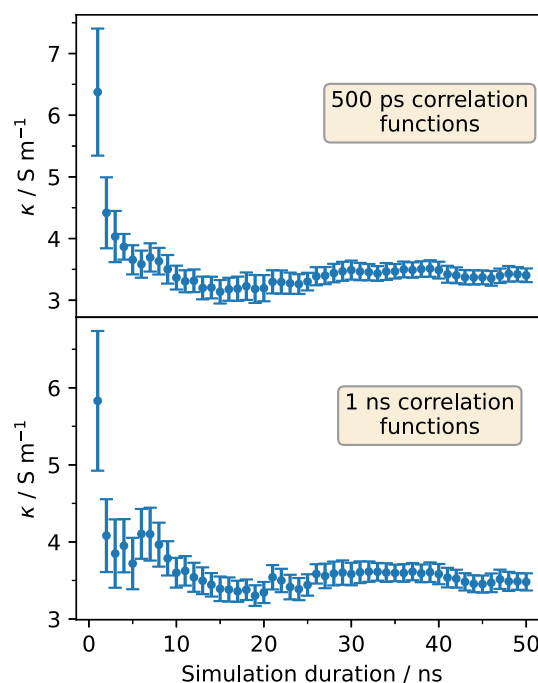 7
6
5
4
3
κ / S m⁻¹
500 ps correlation
functions
6
5
4
3
κ / S m⁻¹
1 ns correlation
functions
0 10 20 30 40 50
Simulation duration / ns